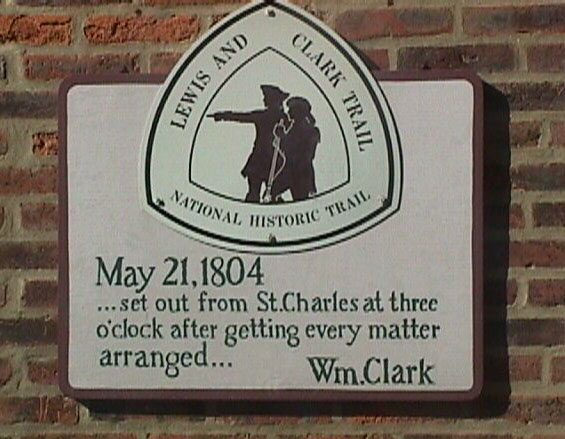 LEWIS AND CLARK TRAIL
NATIONAL HISTORIC TRAIL
May 21, 1804
...set out from St.Charles at three
o'clock after getting every matter
arranged...
Wm.Clark